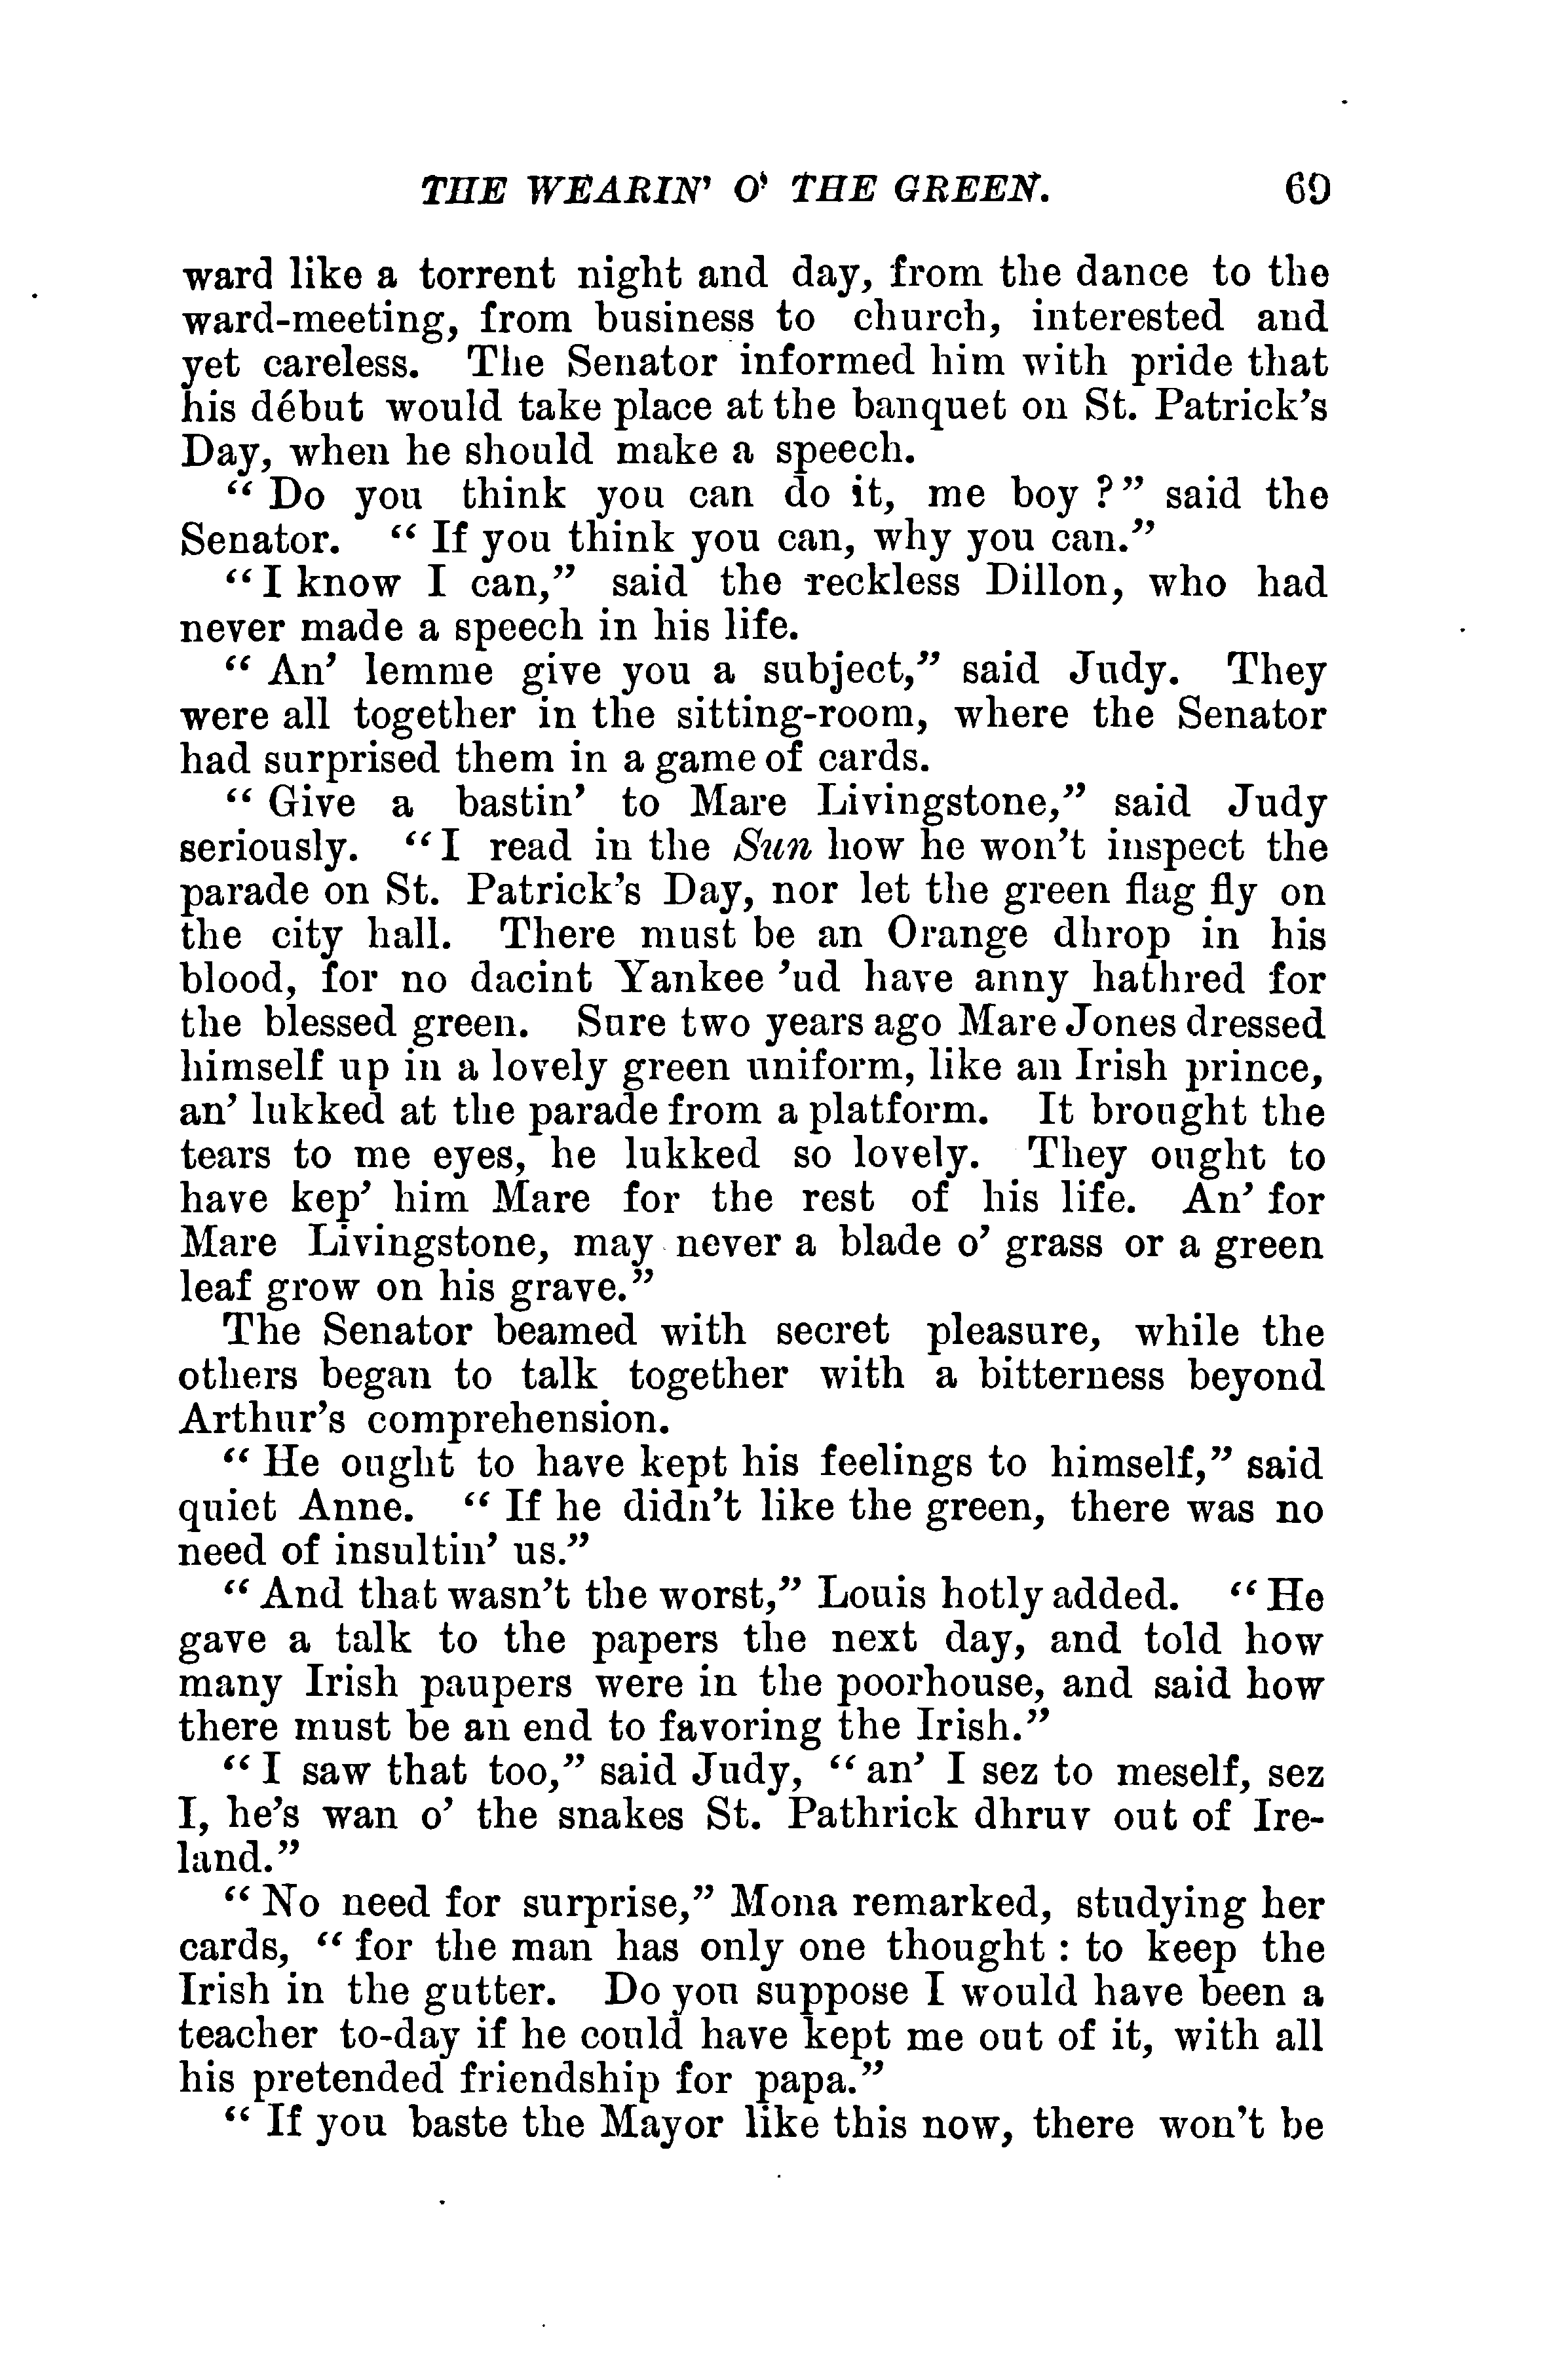 THE WEARIN' O' THE GREEN. 69
ward like a torrent night and day, from the dance to the
ward-meeting, from business to church, interested and
yet careless. The Senator informed him with pride that
his début would take place at the banquet on St. Patrick's
Day, when he should make a speech.
" Do you think you can do it, me boy ?" said the
Senator. " If you think you can, why you can."
" I know I can," said the reckless Dillon, who had
never made a speech in his life.
" An' lemme give you a subject," said Judy. They
were all together in the sitting-room, where the Senator
had surprised them in a game of cards.
" Give a bastin' to Mare Livingstone," said Judy
seriously. " I read in the Sun how he won't inspect the
parade on St. Patrick's Day, nor let the green flag fly on
the city hall. There must be an Orange dhrop in his
blood, for no dacint Yankee 'ud have anny hathred for
the blessed green. Sure two years ago Mare Jones dressed
himself up in a lovely green uniform, like an Irish prince,
an' lukked at the parade from a platform. It brought the
tears to me eyes, he lukked so lovely. They ought to
have kep' him Mare for the rest of his life. An' for
Mare Livingstone, may never a blade o' grass or a green
leaf grow on his grave."
The Senator beamed with secret pleasure, while the
others began to talk together with a bitterness beyond
Arthur's comprehension.
" He ought to have kept his feelings to himself," said
quiet Anne. " If he didn't like the green, there was no
need of insultin' us."
" And that wasn't the worst," Louis hotly added. " He
gave a talk to the papers the next day, and told how
many Irish paupers were in the poorhouse, and said how
there must be an end to favoring the Irish."
" I saw that too," said Judy, " an' I sez to meself, sez
I, he's wan o' the snakes St. Pathrick dhruv out of Ire-
land."
" No need for surprise," Mona remarked, studying her
cards, " for the man has only one thought : to keep the
Irish in the gutter. Do you suppose I would have been a
teacher to-day if he could have kept me out of it, with all
his pretended friendship for papa."
" If you baste the Mayor like this now, there won't be